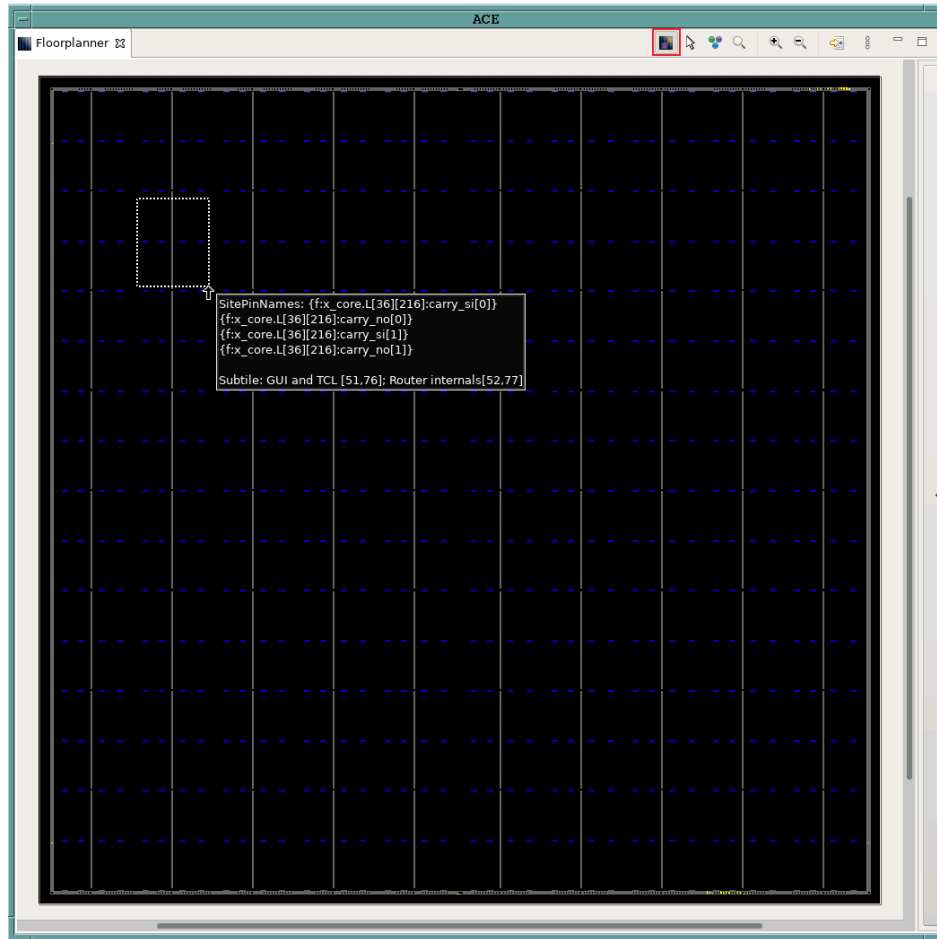 ACE
Floorplanner
SitePinNames: {f:x_core.L[36][216]:carry_si[0]}
{f:x_core.L[36][216]:carry_no[0]}
{f:x_core.L[36][216]:carry_si[1]}
{f:x_core.L[36][216]:carry_no[1]}
Subtile: GUI and TCL [51,76]; Router internals[52,77]